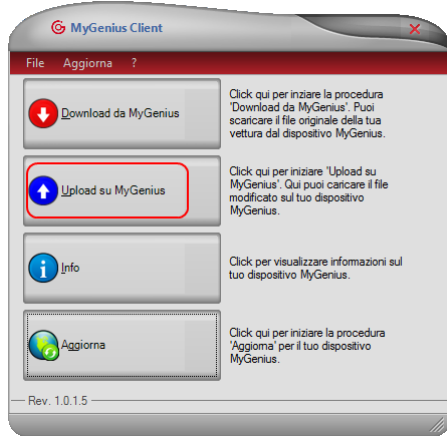 MyGenius Client
File Aggiorna ?
Download da MyGenius
Click qui per inziare la procedura
'Download da MyGenius'. Puoi
scaricare il file originale della tua
vettura dal dispositivo MyGenius.
Upload su MyGenius
Click qui per iniziare 'Upload su
MyGenius'. Qui puoi caricare il file
modificato sul tuo dispositivo
MyGenius.
Info
Click per visualizzare informazioni sul
tuo dispositivo MyGenius.
Aggiorna
Click qui per iniziare la procedura
'Aggiorna' per il tuo dispositivo
MyGenius.
Rev. 1.0.1.5